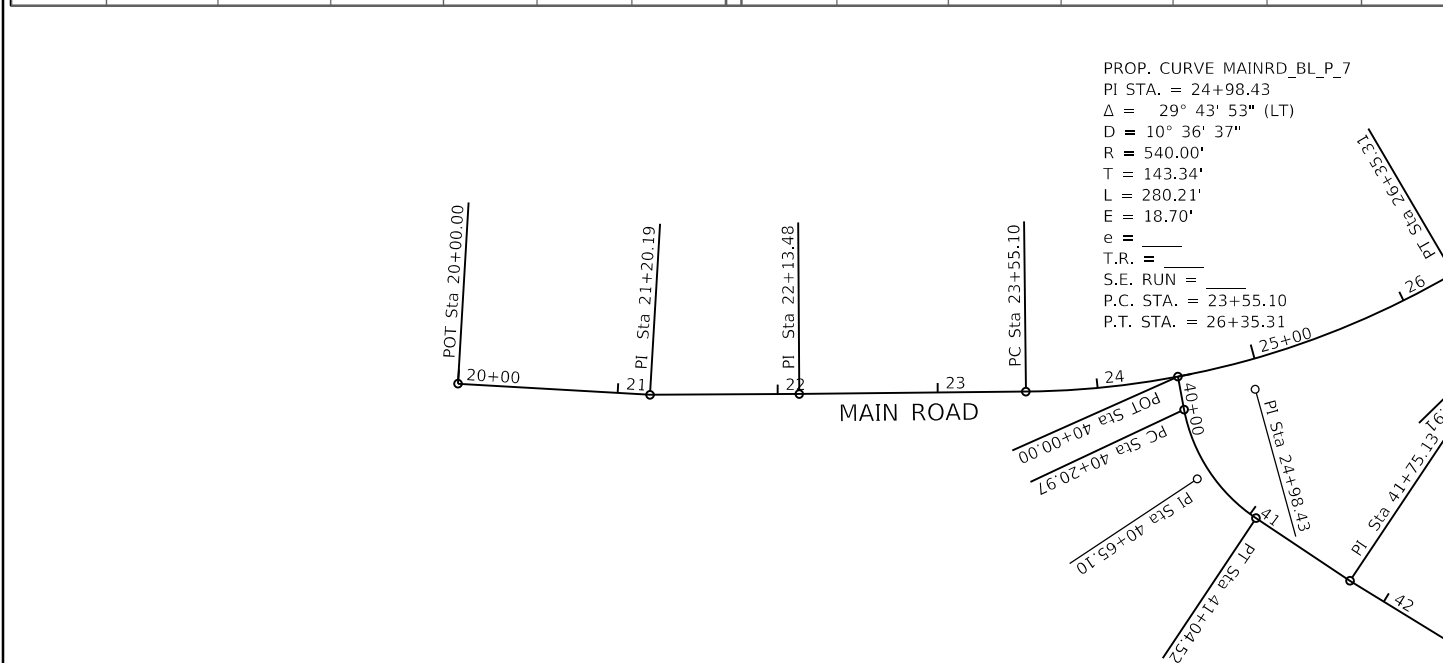 PROP. CURVE MAINRD_BL_P_7
PI STA. = 24+98.43
Δ = 29° 43' 53" (LT)
D = 10° 36' 37"
R = 540.00'
T = 143.34'
L = 280.21'
E = 18.70'
e = ____
T.R. = ____
S.E. RUN = ____
P.C. STA. = 23+55.10
P.T. STA. = 26+35.31
POT Sta 20+00.00
PI Sta 21+20.19
PI Sta 22+13.48
PC Sta 23+55.10
PT Sta 26+35.31
20+00
21
22
23
24
25+00
26
MAIN ROAD
POT Sta 40+00.00
PC Sta 40+20.97
PI Sta 40+65.10
PT Sta 41+04.52
40+00
PI Sta 24+98.43
41
PI Sta 41+75.13
42